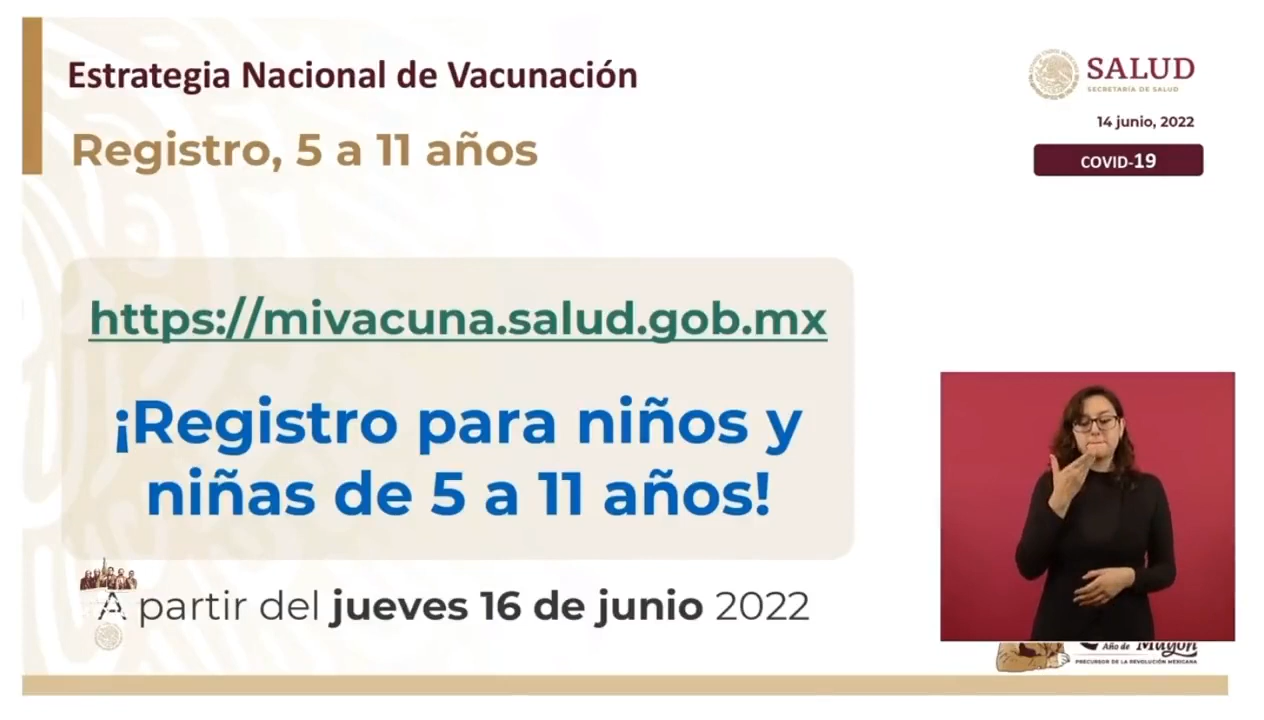 Estrategia Nacional de Vacunación
Registro, 5 a 11 años
SALUD
SECRETARÍA DE SALUD
14 junio, 2022
COVID-19
https://mivacuna.salud.gob.mx
¡Registro para niños y
niñas de 5 a 11 años!
A partir del jueves 16 de junio 2022
Año de Magón
PRECURSOR DE LA REVOLUCIÓN MEXICANA